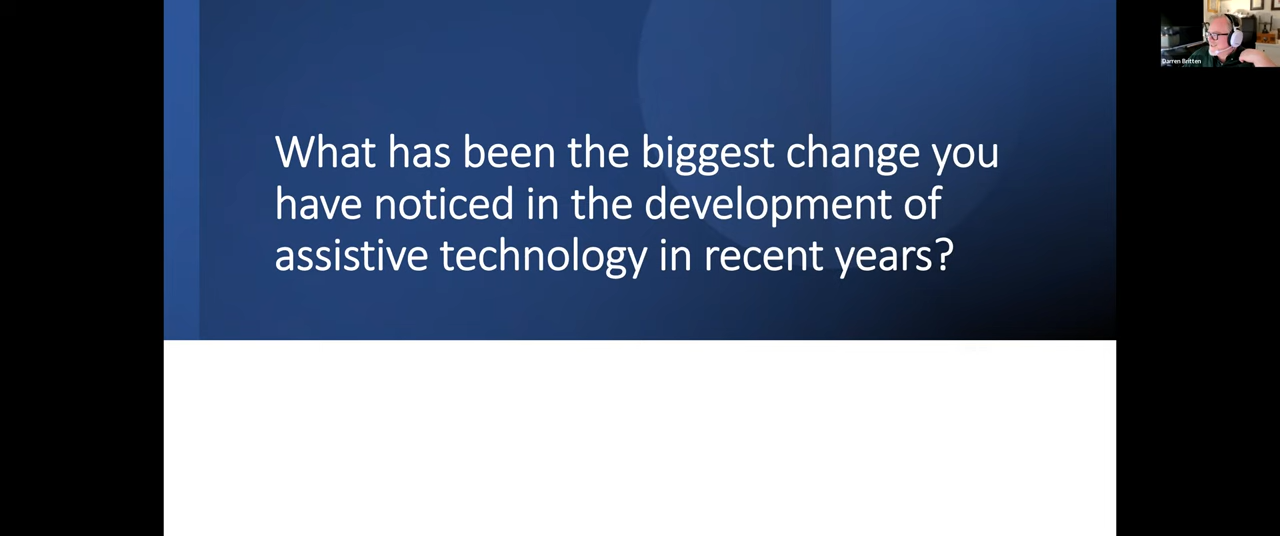 What has been the biggest change you
have noticed in the development of
assistive technology in recent years?
Darren Britten